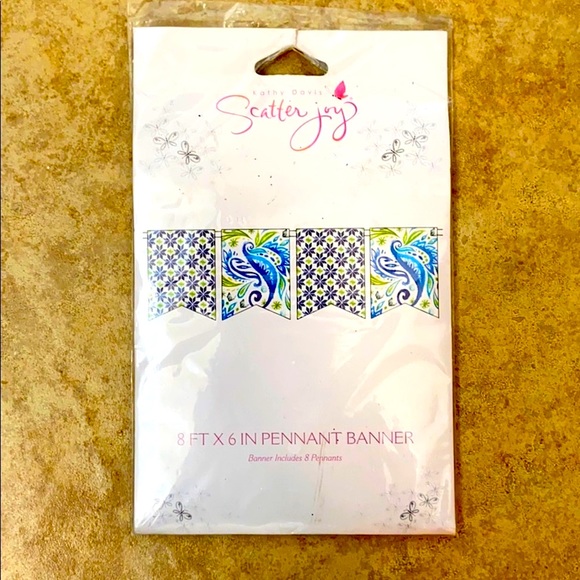 Kathy Davis
Scatter joy
8 FT X 6 IN PENNANT BANNER
Banner Includes 8 Pennants